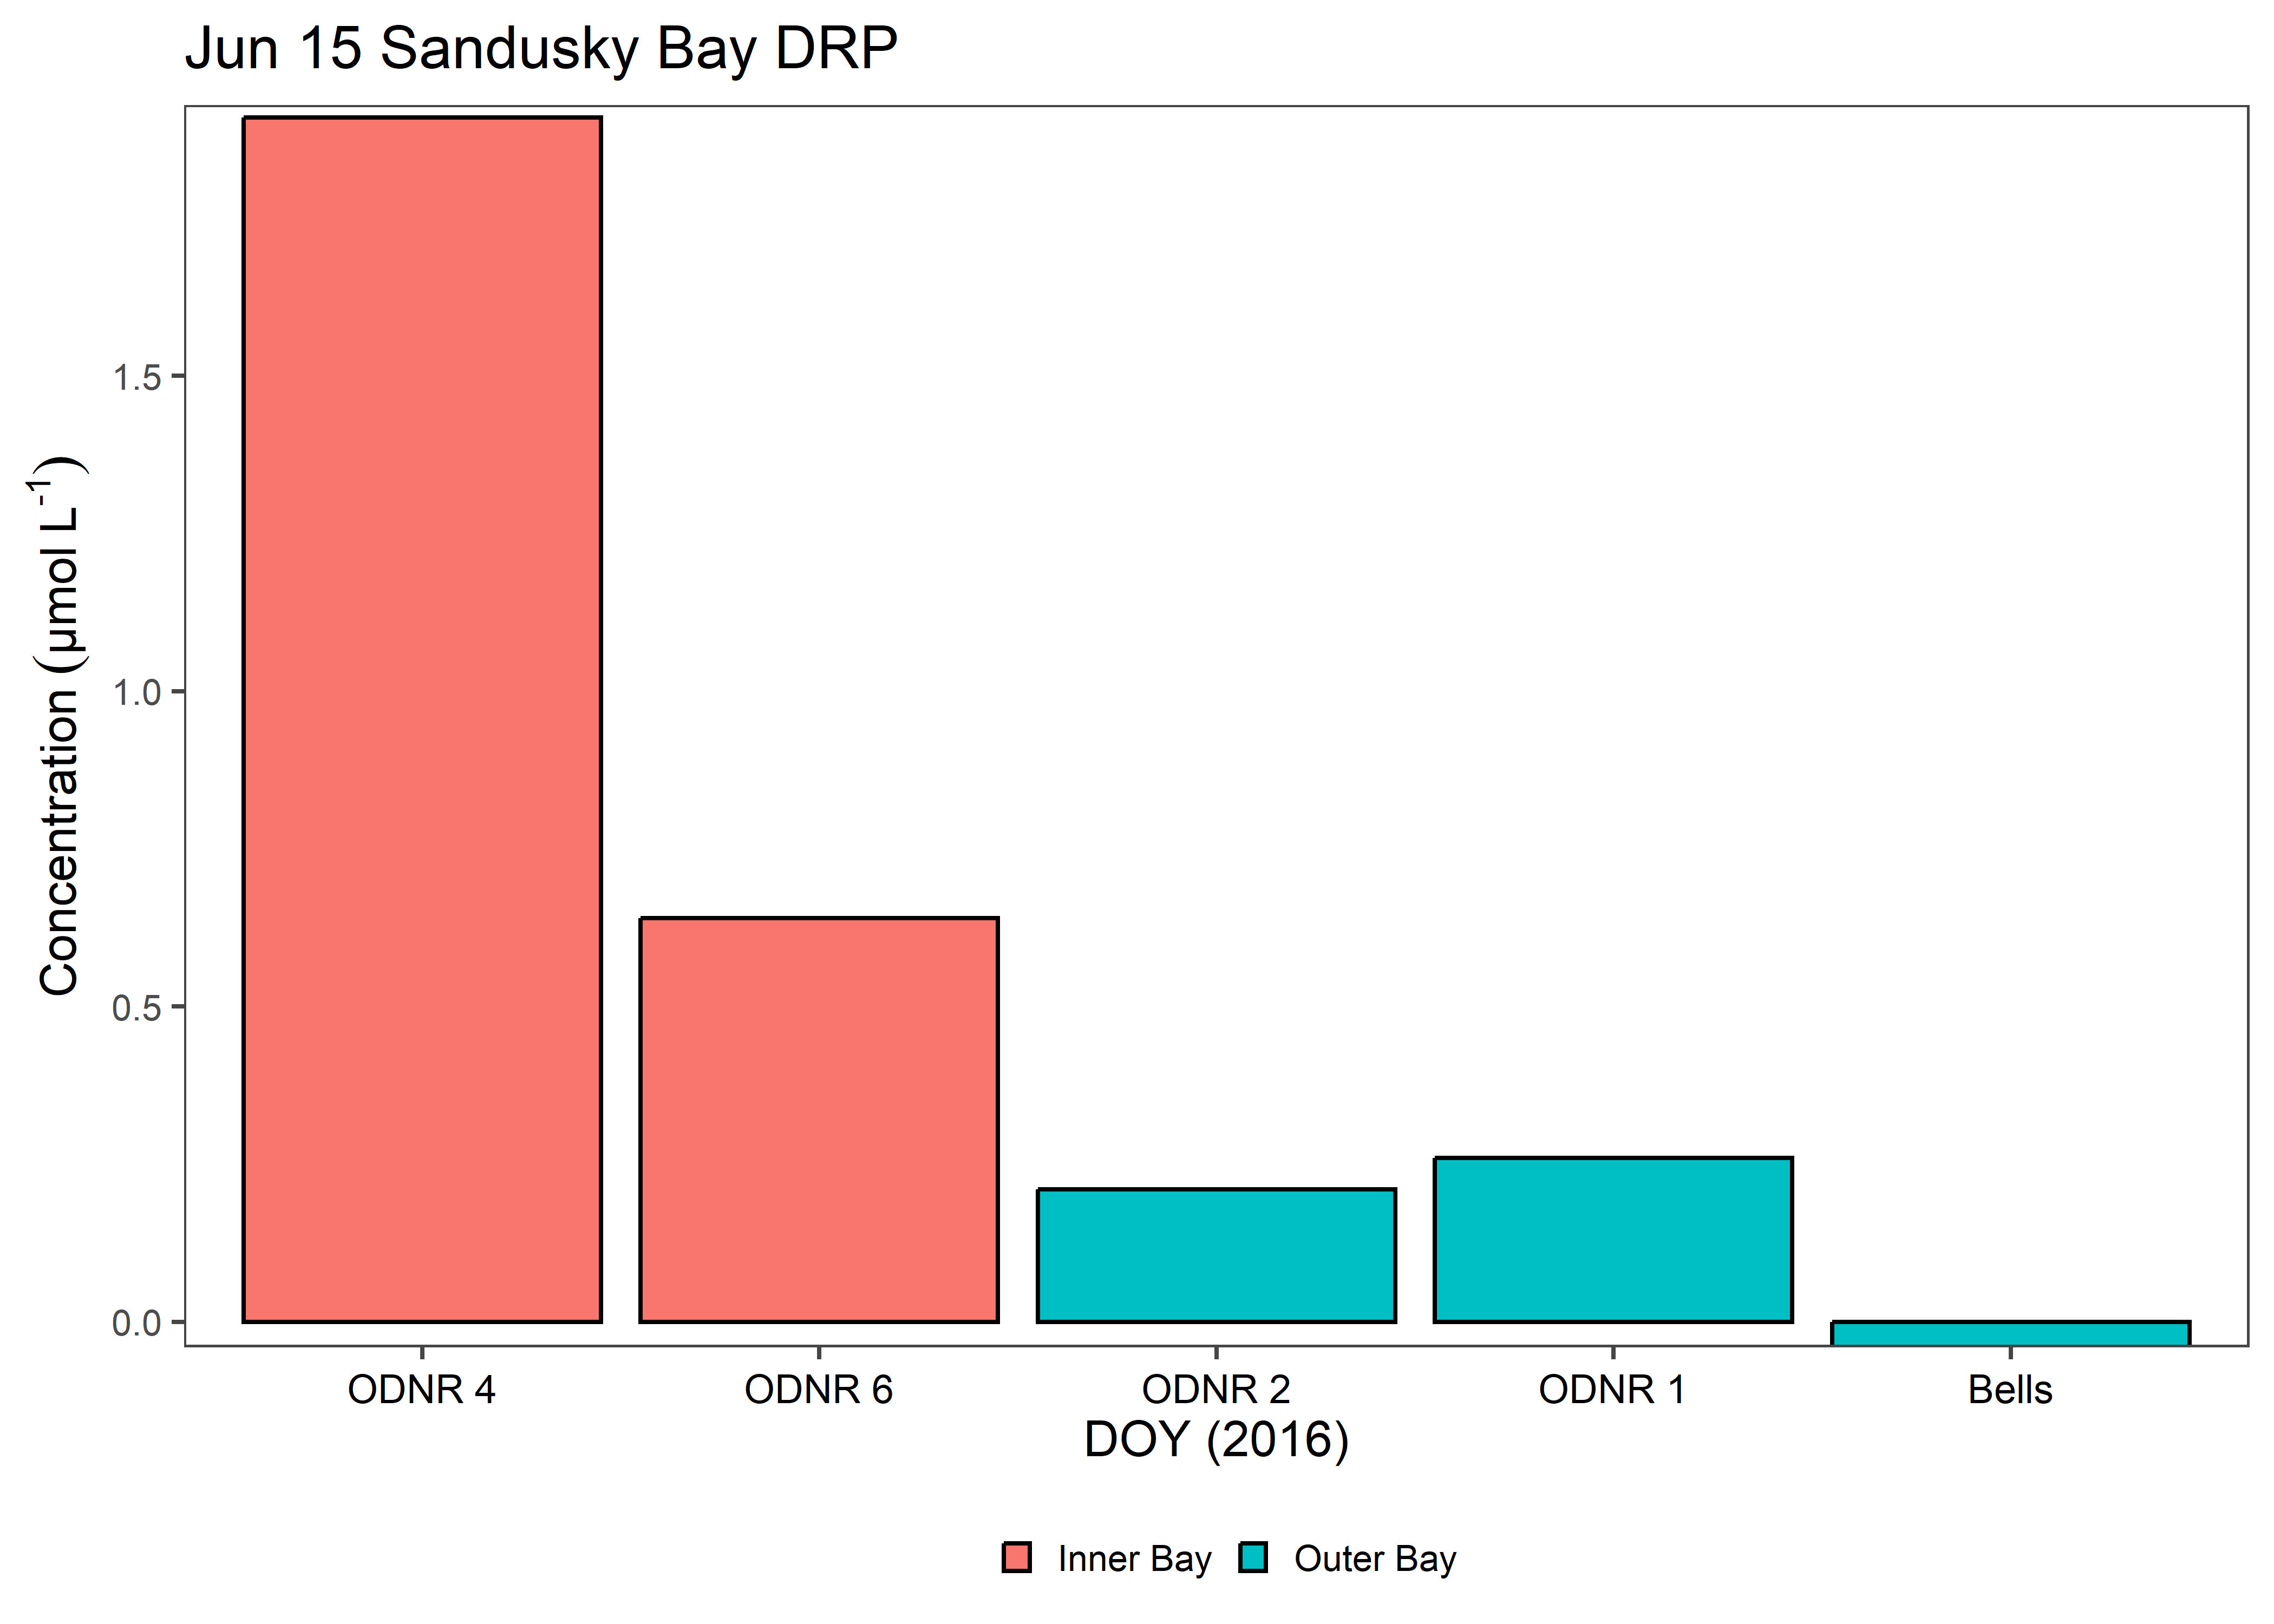 Jun 15 Sandusky Bay DRP
Concentration (µmol L⁻¹)
1.5
1.0
0.5
0.0
ODNR 4 ODNR 6 ODNR 2 ODNR 1 Bells
DOY (2016)
Inner Bay Outer Bay